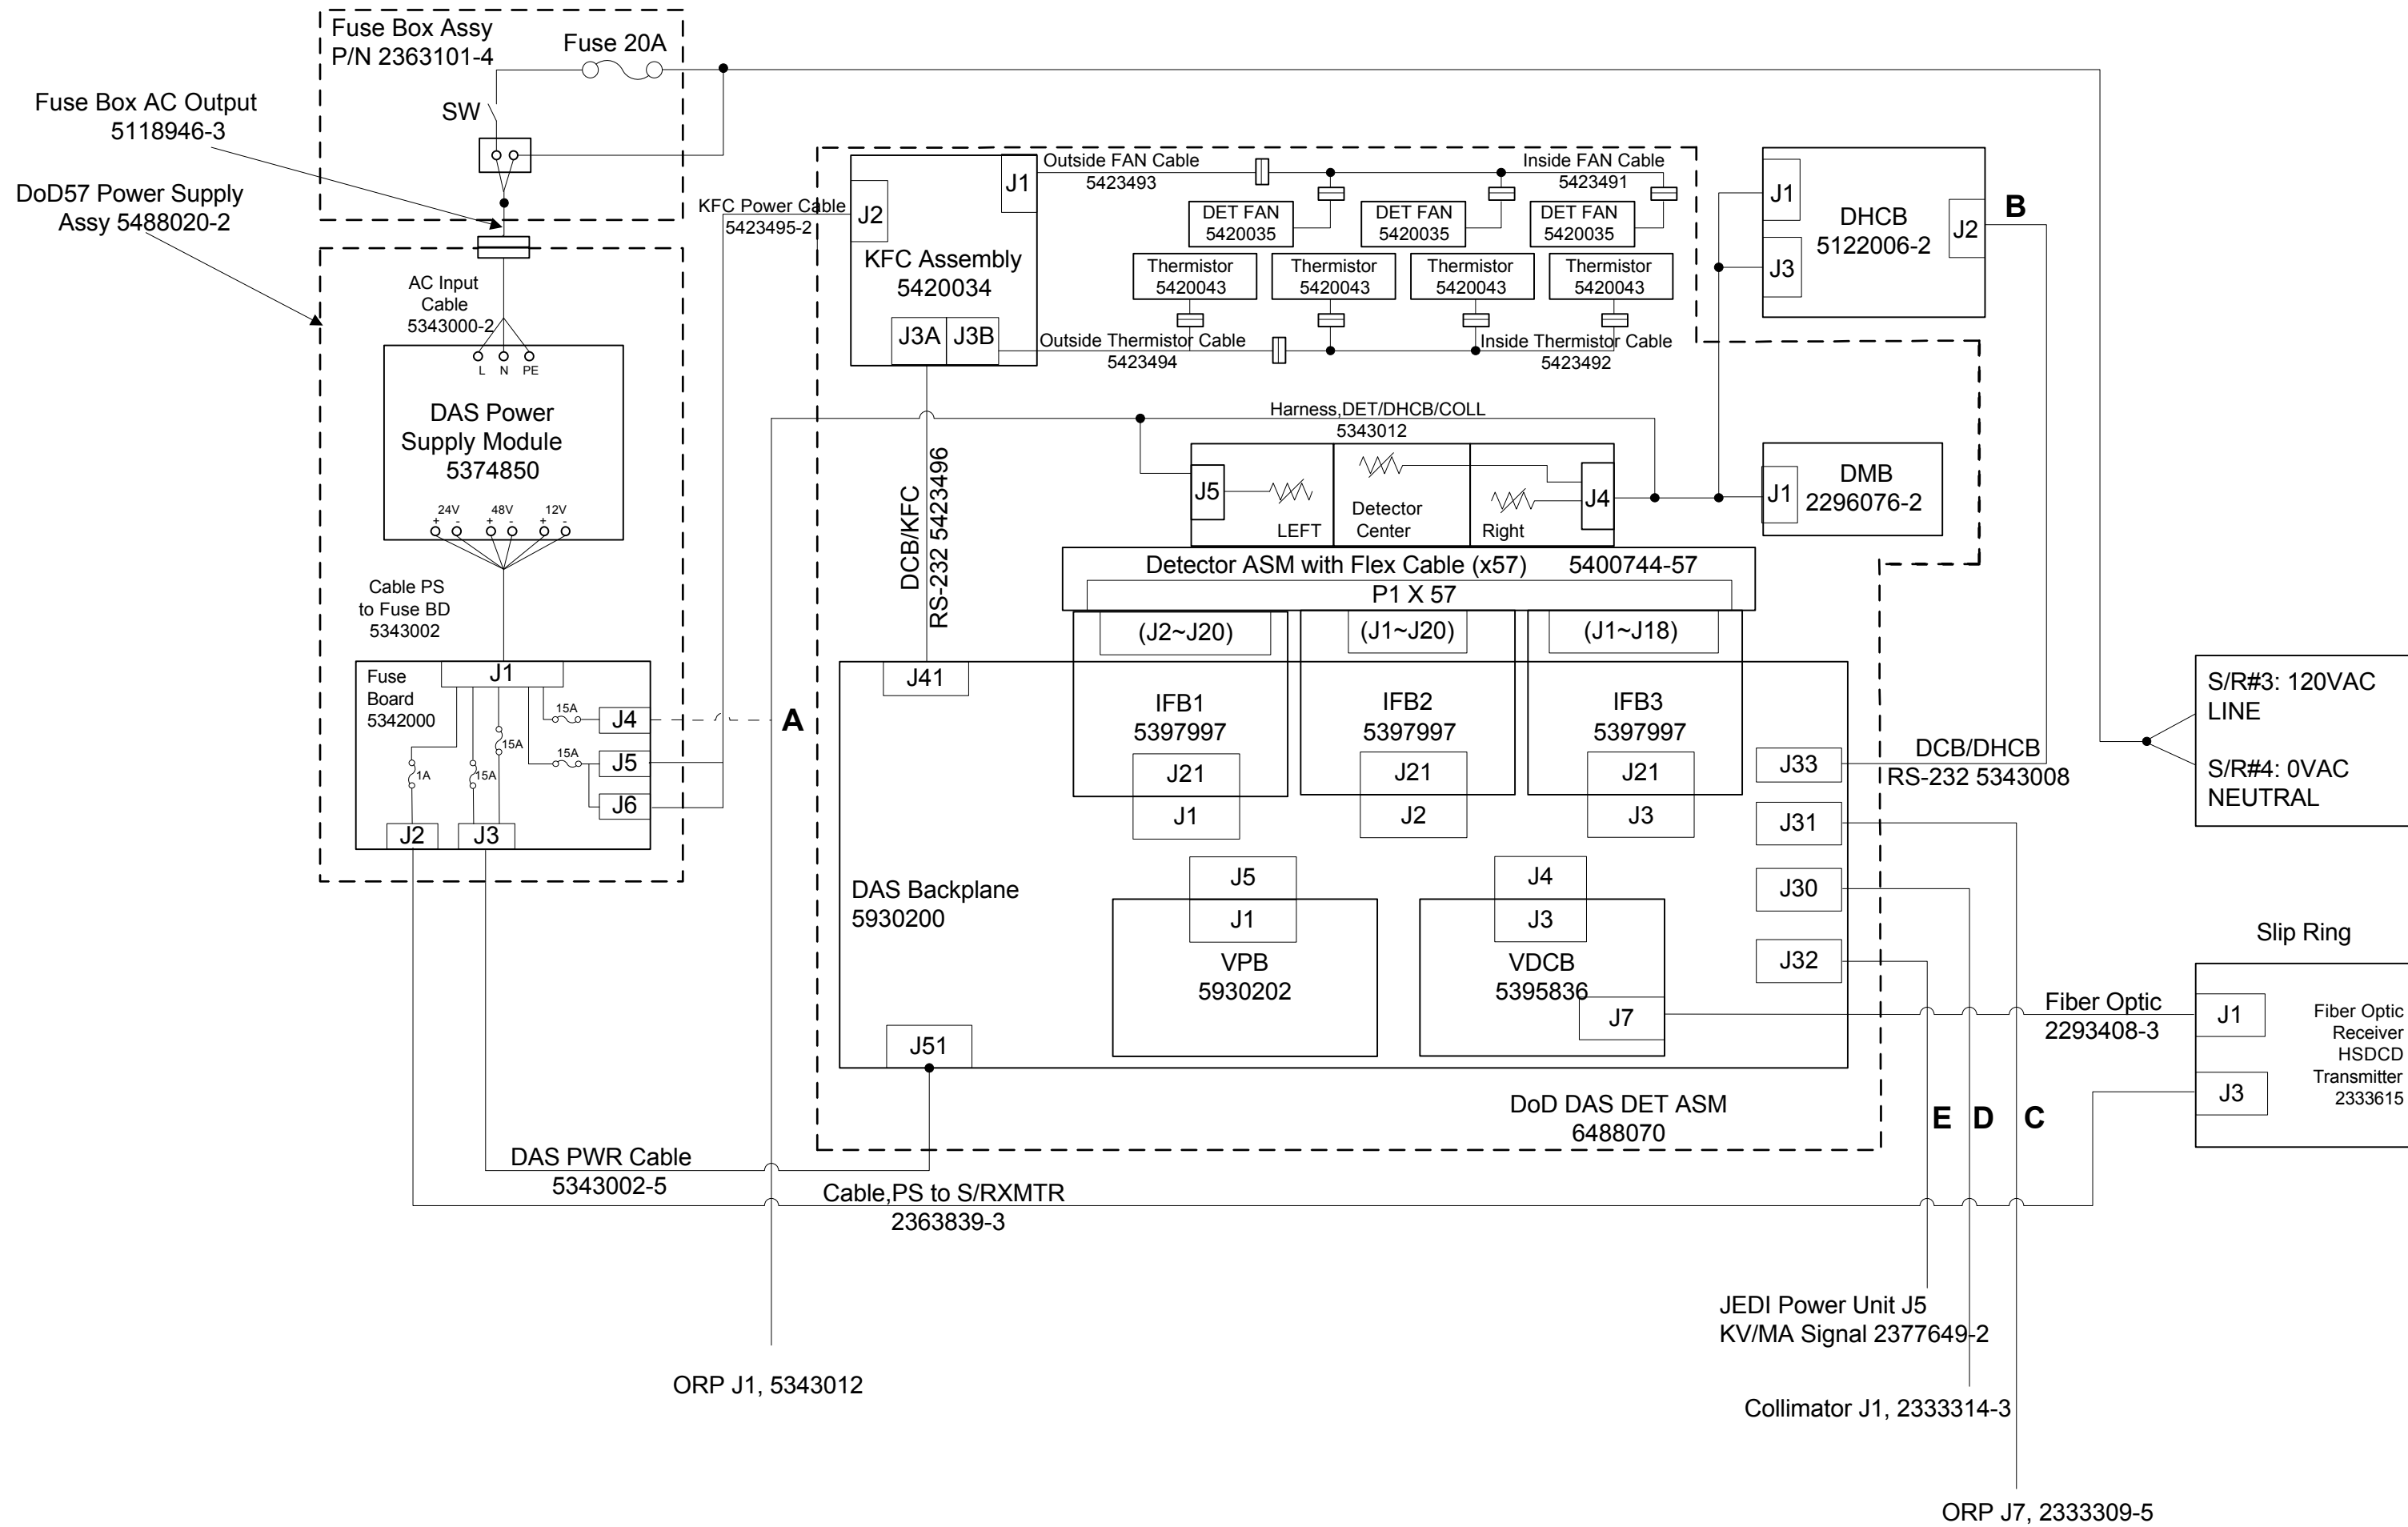 Fuse Box Assy
P/N 2363101-4
Fuse 20A
SW
Fuse Box AC Output
5118946-3
DoD57 Power Supply
Assy 5488020-2
AC Input
Cable
5343000-2
L N PE
DAS Power
Supply Module
5374850
24V 48V 12V
+ - + - + -
Cable PS
to Fuse BD
5343002
Fuse
Board
5342000
J1
15A
J4
15A
15A
J5
1A
15A
J6
J2
J3
A
KFC Power Cable
5423495-2
J2
J1
KFC Assembly
5420034
J3A
J3B
Outside FAN Cable
5423493
Inside FAN Cable
5423491
DET FAN
5420035
DET FAN
5420035
DET FAN
5420035
Thermistor
5420043
Thermistor
5420043
Thermistor
5420043
Thermistor
5420043
Outside Thermistor Cable
5423494
Inside Thermistor Cable
5423492
J1
J3
DHCB
5122006-2
J2
B
Harness,DET/DHCB/COLL
5343012
J5
LEFT
Detector
Center
Right
J4
J1
DMB
2296076-2
DCB/KFC
RS-232 5423496
Detector ASM with Flex Cable (x57) 5400744-57
P1 X 57
(J2~J20)
(J1~J20)
(J1~J18)
J41
IFB1
5397997
J21
J1
IFB2
5397997
J21
J2
IFB3
5397997
J21
J3
J33
J31
J30
J32
DCB/DHCB
RS-232 5343008
S/R#3: 120VAC
LINE
S/R#4: 0VAC
NEUTRAL
DAS Backplane
5930200
J5
J1
VPB
5930202
J4
J3
VDCB
5395836
J7
J51
Slip Ring
Fiber Optic
2293408-3
J1
J3
Fiber Optic
Receiver
HSDCD
Transmitter
2333615
DoD DAS DET ASM
6488070
E D C
DAS PWR Cable
5343002-5
Cable,PS to S/RXMTR
2363839-3
JEDI Power Unit J5
KV/MA Signal 2377649-2
ORP J1, 5343012
Collimator J1, 2333314-3
ORP J7, 2333309-5